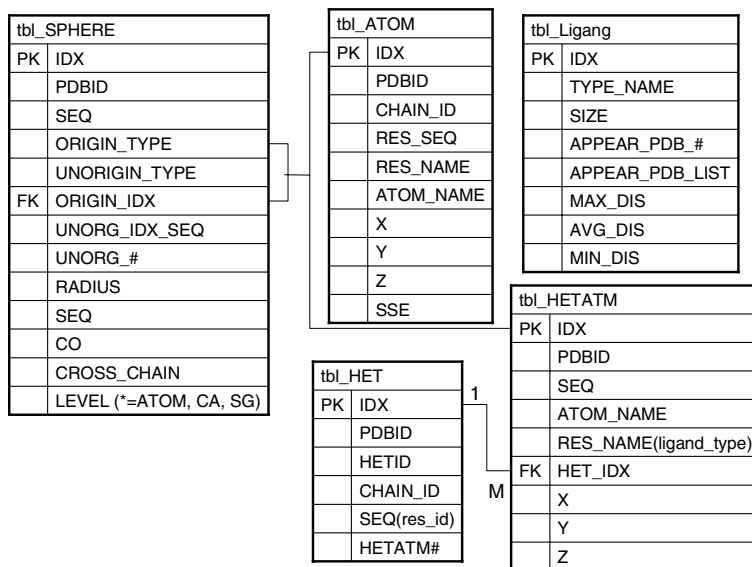 tbl_SPHERE
PK IDX
PDBID
SEQ
ORIGIN_TYPE
UNORIGIN_TYPE
FK ORIGIN_IDX
UNORG_IDX_SEQ
UNORG_#
RADIUS
SEQ
CO
CROSS_CHAIN
LEVEL (*=ATOM, CA, SG)
tbl_ATOM
PK IDX
PDBID
CHAIN_ID
RES_SEQ
RES_NAME
ATOM_NAME
X
Y
Z
SSE
tbl_Ligang
PK IDX
TYPE_NAME
SIZE
APPEAR_PDB_#
APPEAR_PDB_LIST
MAX_DIS
AVG_DIS
MIN_DIS
tbl_HET
PK IDX
PDBID
HETID
CHAIN_ID
SEQ(res_id)
HETATM#
1
M
tbl_HETATM
PK IDX
PDBID
SEQ
ATOM_NAME
RES_NAME(ligand_type)
FK HET_IDX
X
Y
Z